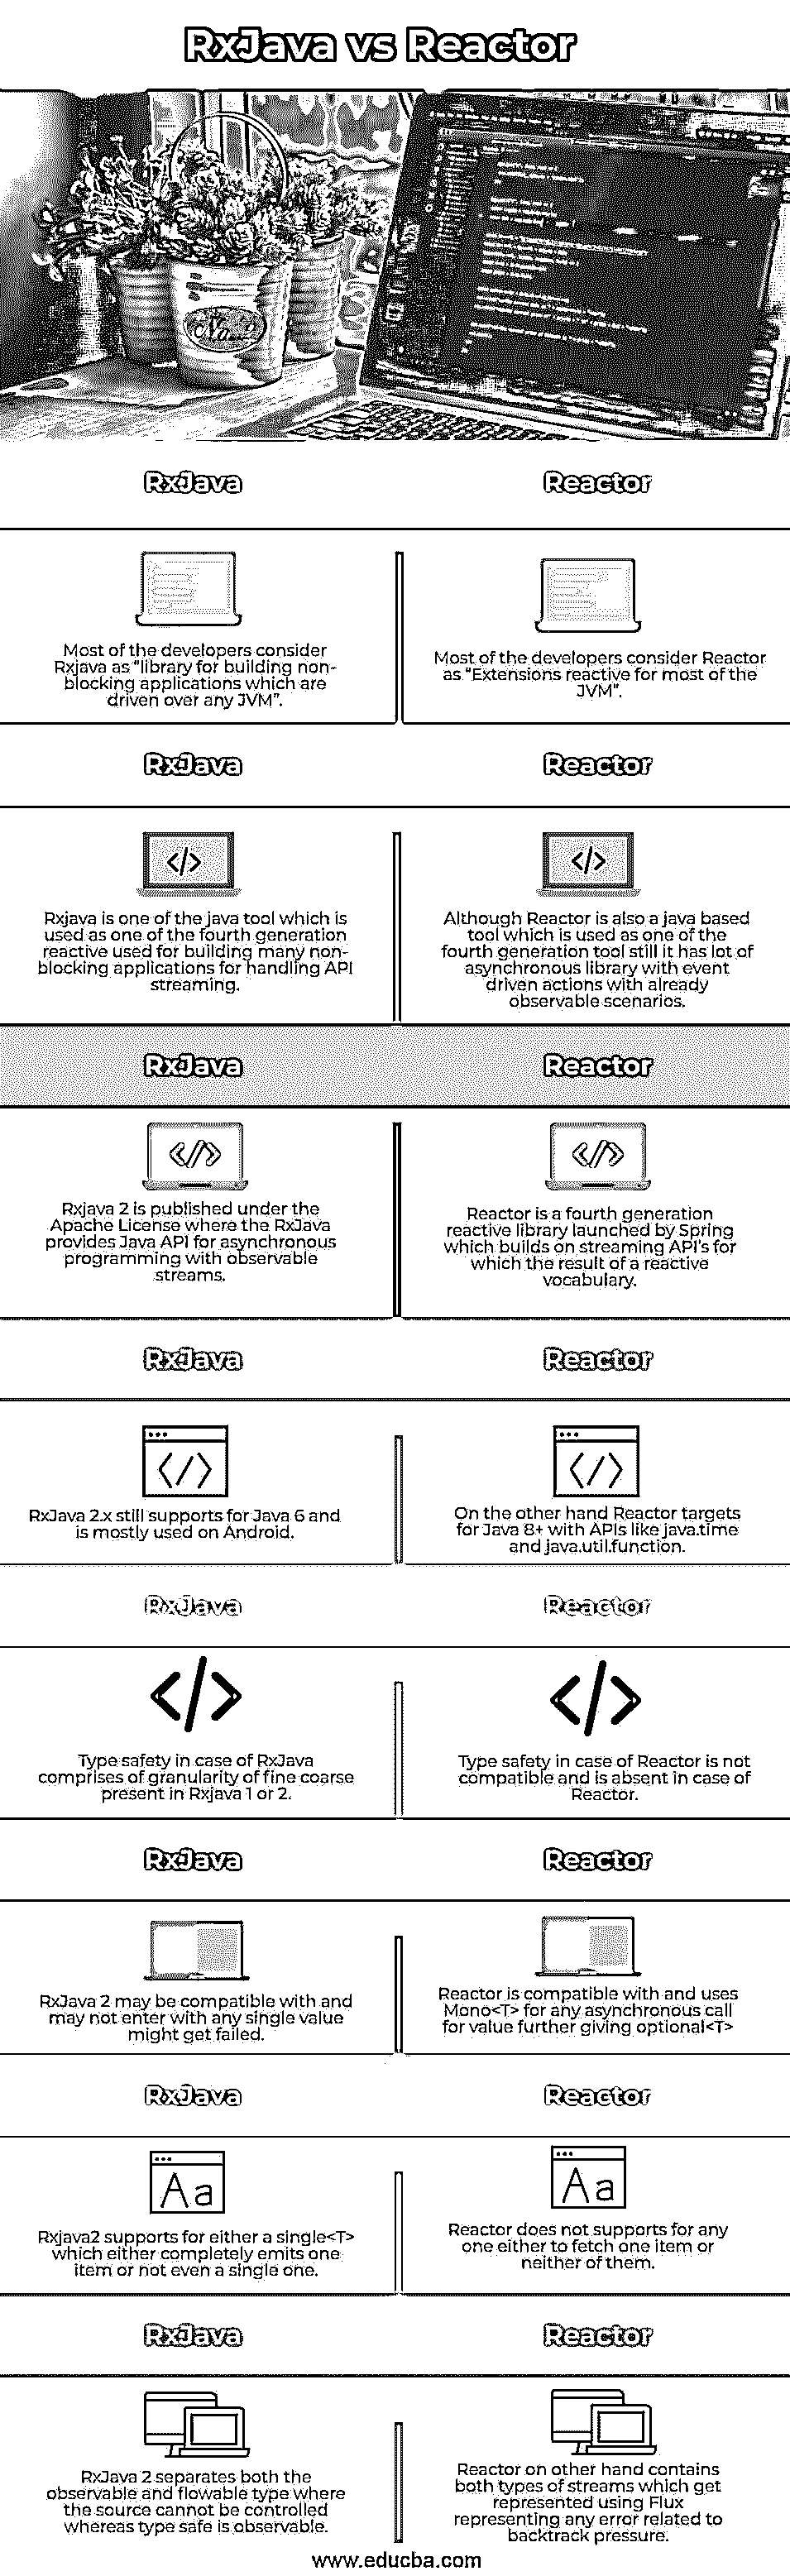 RxJava vs Reactor
RxJava
Reactor
Most of the developers consider
Rxjava as "library for building non-
blocking applications which are
driven over any JVM".
Most of the developers consider Reactor
as "Extensions reactive for most of the
JVM".
RxJava
Reactor
Rxjava is one of the java tool which is
used as one of the fourth generation
reactive used for building many non-
blocking applications for handling API
streaming.
Although Reactor is also a java based
tool which is used as one of the
fourth generation tool still it has lot of
asynchronous library with event
driven actions with already
observable scenarios.
RxJava
Reactor
Rxjava 2 is published under the
Apache License where the RxJava
provides Java API for asynchronous
programming with observable
streams.
Reactor is a fourth generation
reactive library launched by Spring
which builds on streaming API's for
which the result of a reactive
vocabulary.
RxJava
Reactor
RxJava 2.x still supports for Java 6 and
is mostly used on Android.
On the other hand Reactor targets
for Java 8+ with APIs like java.time
and java.util.function.
RxJava
Reactor
Type safety in case of RxJava
comprises of granularity of fine coarse
present in Rxjava 1 or 2.
Type safety in case of Reactor is not
compatible and is absent in case of
Reactor.
RxJava
Reactor
RxJava 2 may be compatible with and
may not enter with any single value
might get failed.
Reactor is compatible with and uses
Mono<T> for any asynchronous call
for value further giving optional<T>
RxJava
Reactor
Rxjava2 supports for either a single<T>
which either completely emits one
item or not even a single one.
Reactor does not supports for any
one either to fetch one item or
neither of them.
RxJava
Reactor
RxJava 2 separates both the
observable and flowable type where
the source cannot be controlled
whereas type safe is observable.
Reactor on other hand contains
both types of streams which get
represented using Flux
representing any error related to
backtrack pressure.
www.educba.com